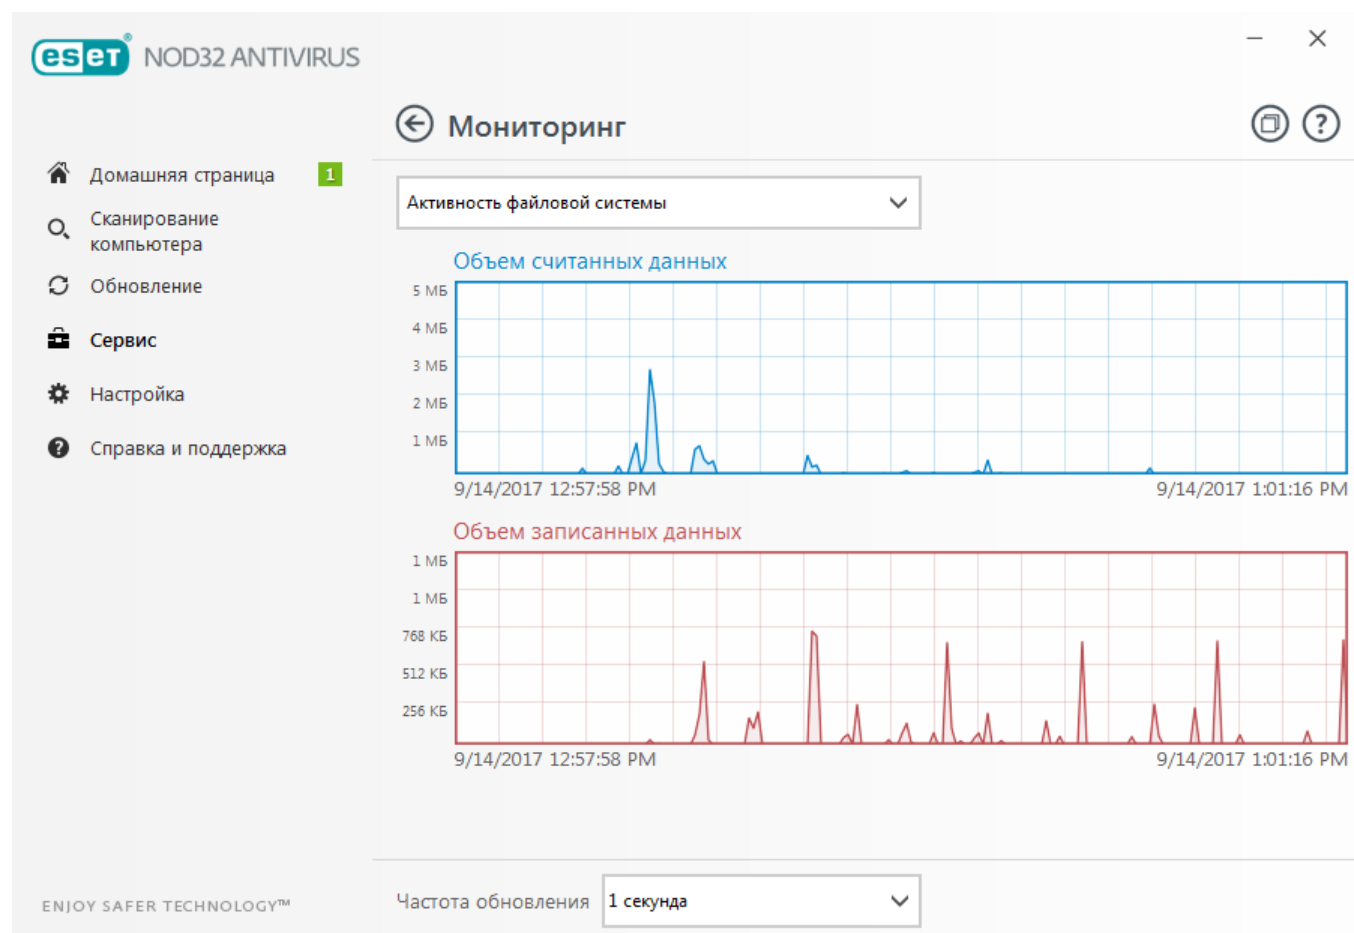 eset® NOD32 ANTIVIRUS
Мониторинг
?
Домашняя страница 1
Сканирование
компьютера
Обновление
Сервис
Настройка
Справка и поддержка
Активность файловой системы
Объем считанных данных
5 МБ
4 МБ
3 МБ
2 МБ
1 МБ
9/14/2017 12:57:58 PM 9/14/2017 1:01:16 PM
Объем записанных данных
1 МБ
1 МБ
768 КБ
512 КБ
256 КБ
9/14/2017 12:57:58 PM 9/14/2017 1:01:16 PM
Частота обновления 1 секунда
ENJOY SAFER TECHNOLOGY™